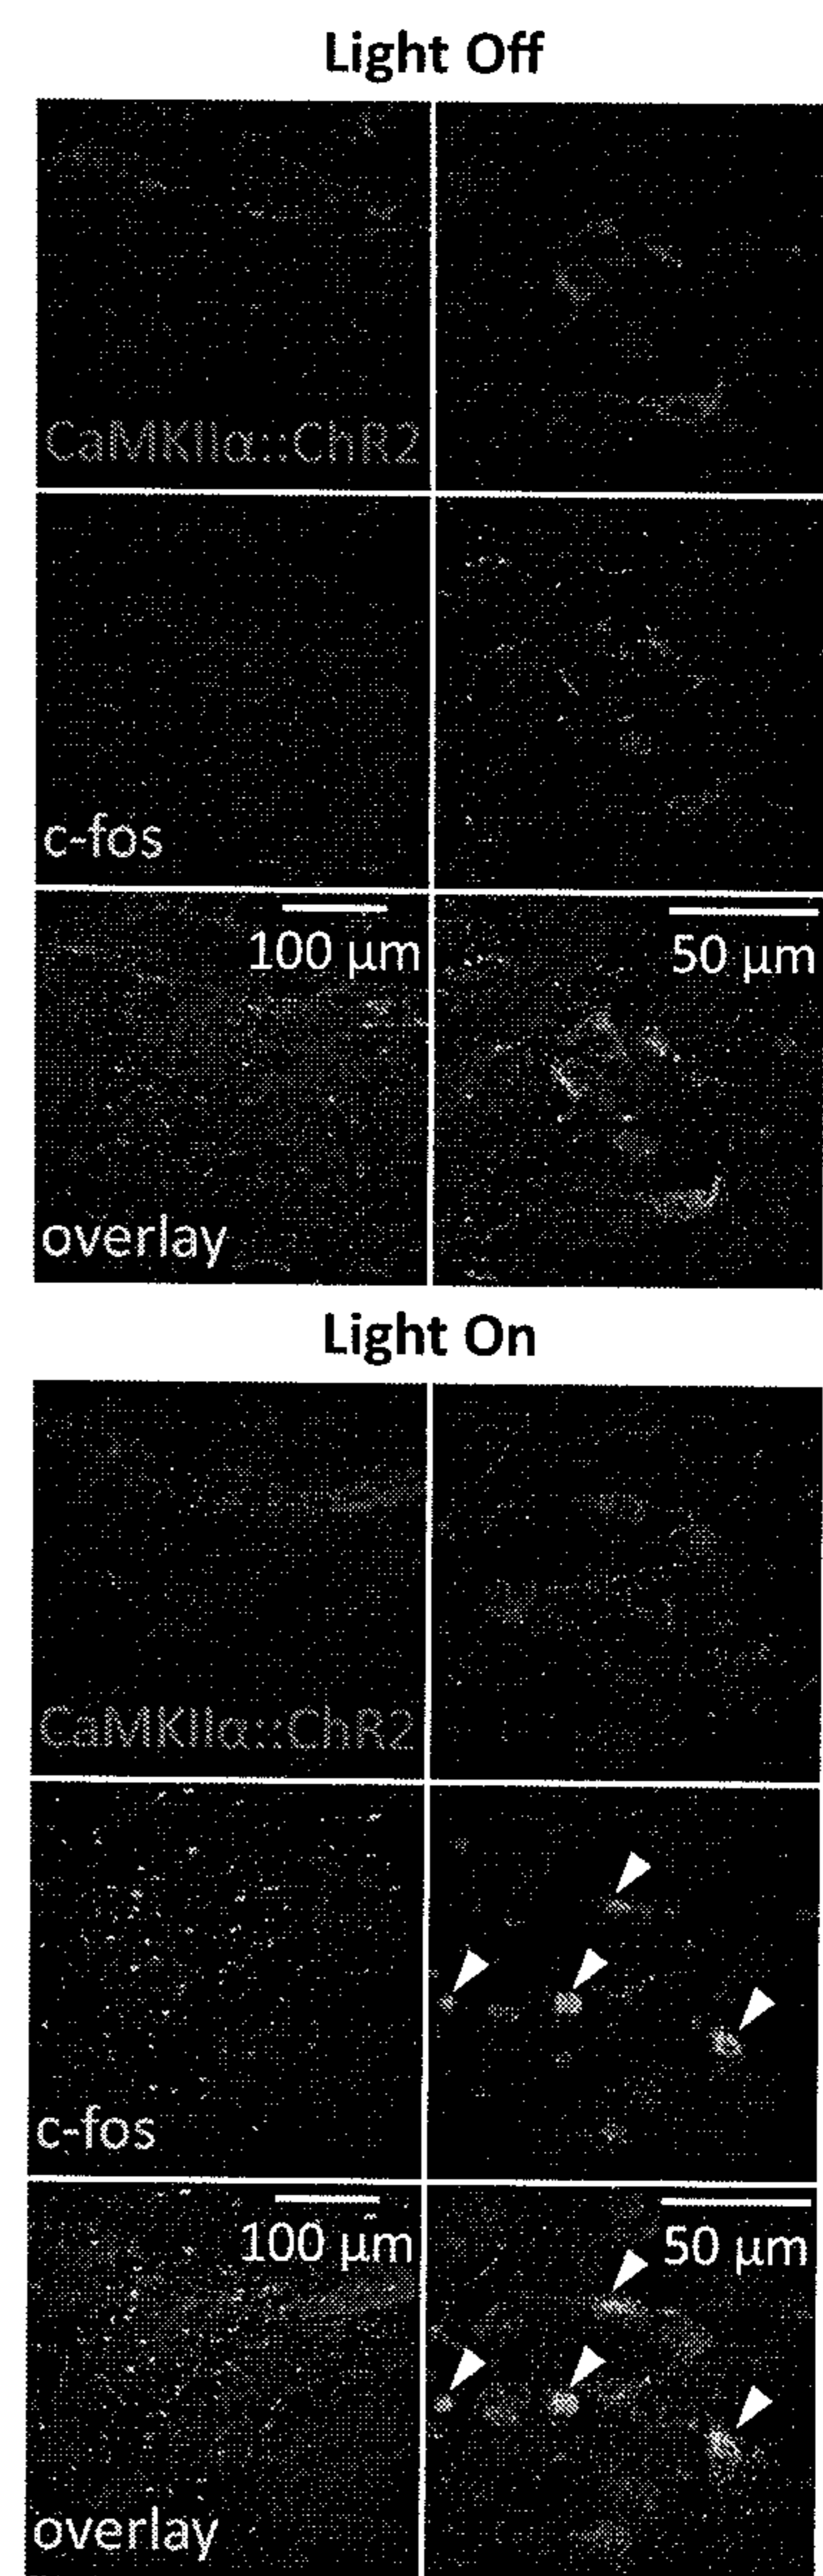 Light Off
CaMKIIα::ChR2
c-fos
100 µm
50 µm
overlay
Light On
CaMKIIα::ChR2
c-fos
100 µm
50 µm
overlay